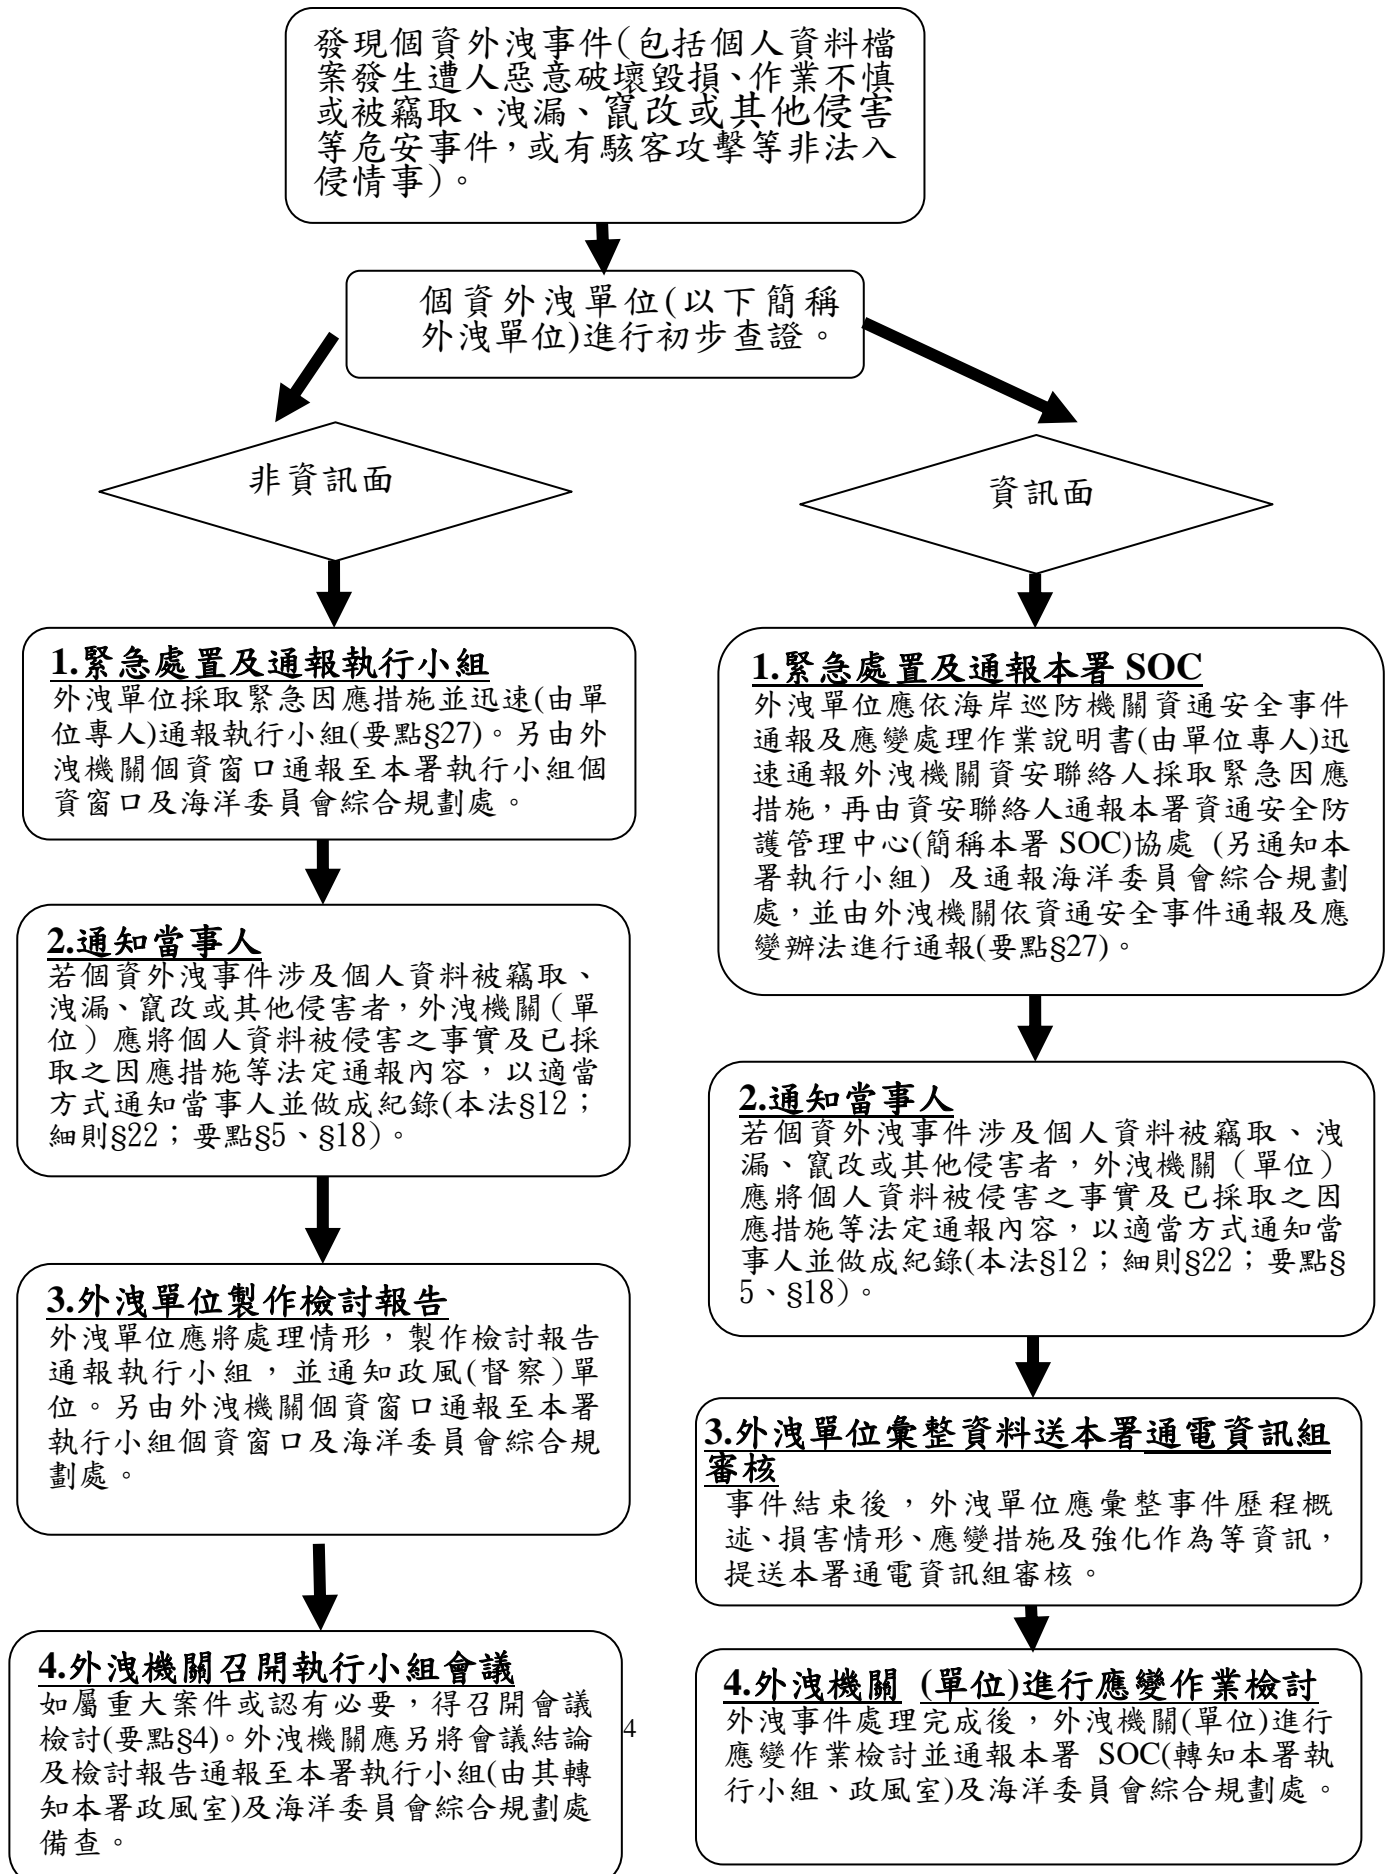 發現個資外洩事件(包括個人資料檔
案發生遭人惡意破壞毀損、作業不慎
或被竊取、洩漏、竄改或其他侵害
等危安事件，或有駭客攻擊等非法入
侵情事)。
個資外洩單位(以下簡稱
外洩單位)進行初步查證。
非資訊面
1.緊急處置及通報執行小組
外洩單位採取緊急因應措施並迅速(由單
位專人)通報執行小組(要點§27)。另由外
洩機關個資窗口通報至本署執行小組個
資窗口及海洋委員會綜合規劃處。
2.通知當事人
若個資外洩事件涉及個人資料被竊取、
洩漏、竄改或其他侵害者，外洩機關（單
位）應將個人資料被侵害之事實及已採
取之因應措施等法定通報內容，以適當
方式通知當事人並做成紀錄(本法§12；
細則§22；要點§5、§18)。
3.外洩單位製作檢討報告
外洩單位應將處理情形，製作檢討報告
通報執行小組，並通知政風(督察)單
位。另由外洩機關個資窗口通報至本署
執行小組個資窗口及海洋委員會綜合規
劃處。
4.外洩機關召開執行小組會議
如屬重大案件或認有必要，得召開會議
檢討(要點§4)。外洩機關應另將會議結論
及檢討報告通報至本署執行小組(由其轉
知本署政風室)及海洋委員會綜合規劃處
備查。
資訊面
1.緊急處置及通報本署 SOC
外洩單位應依海岸巡防機關資通安全事件
通報及應變處理作業說明書(由單位專人)迅
速通報外洩機關資安聯絡人採取緊急因應
措施，再由資安聯絡人通報本署資通安全防
護管理中心(簡稱本署 SOC)協處 (另通知本
署執行小組) 及通報海洋委員會綜合規劃
處，並由外洩機關依資通安全事件通報及應
變辦法進行通報(要點§27)。
2.通知當事人
若個資外洩事件涉及個人資料被竊取、洩
漏、竄改或其他侵害者，外洩機關（單位）
應將個人資料被侵害之事實及已採取之因
應措施等法定通報內容，以適當方式通知當
事人並做成紀錄(本法§12；細則§22；要點§
5、§18)。
3.外洩單位彙整資料送本署通電資訊組
審核
事件結束後，外洩單位應彙整事件歷程概
述、損害情形、應變措施及強化作為等資訊，
提送本署通電資訊組審核。
4.外洩機關 (單位)進行應變作業檢討
外洩事件處理完成後，外洩機關(單位)進行
應變作業檢討並通報本署 SOC(轉知本署執
行小組、政風室)及海洋委員會綜合規劃處。
4